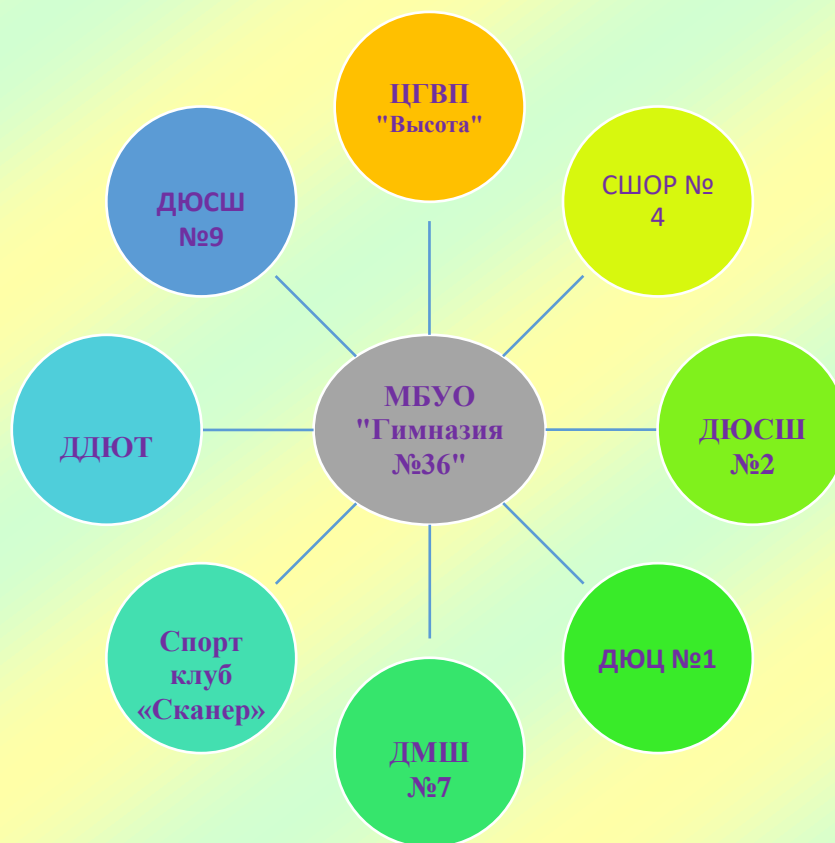 ЦГВП
"Высота"
СШОР №
4
ДЮСШ
№2
ДЮЦ №1
ДМШ
№7
Спорт
клуб
«Сканер»
ДДЮТ
ДЮСШ
№9
МБУО
"Гимназия
№36"